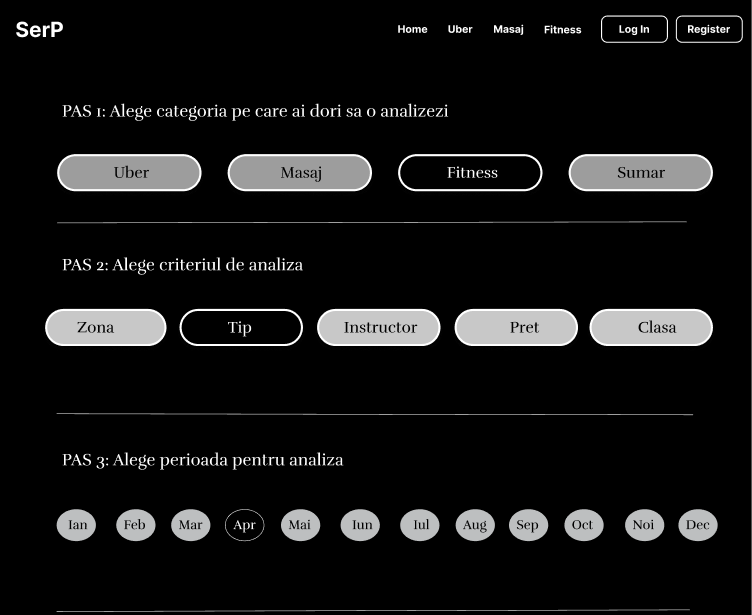 SerP
Home Uber Masaj Fitness Log In Register
PAS 1: Alege categoria pe care ai dori sa o analizezi
Uber Masaj Fitness Sumar
PAS 2: Alege criteriul de analiza
Zona Tip Instructor Pret Clasa
PAS 3: Alege perioada pentru analiza
Ian Feb Mar Apr Mai Iun Iul Aug Sep Oct Noi Dec